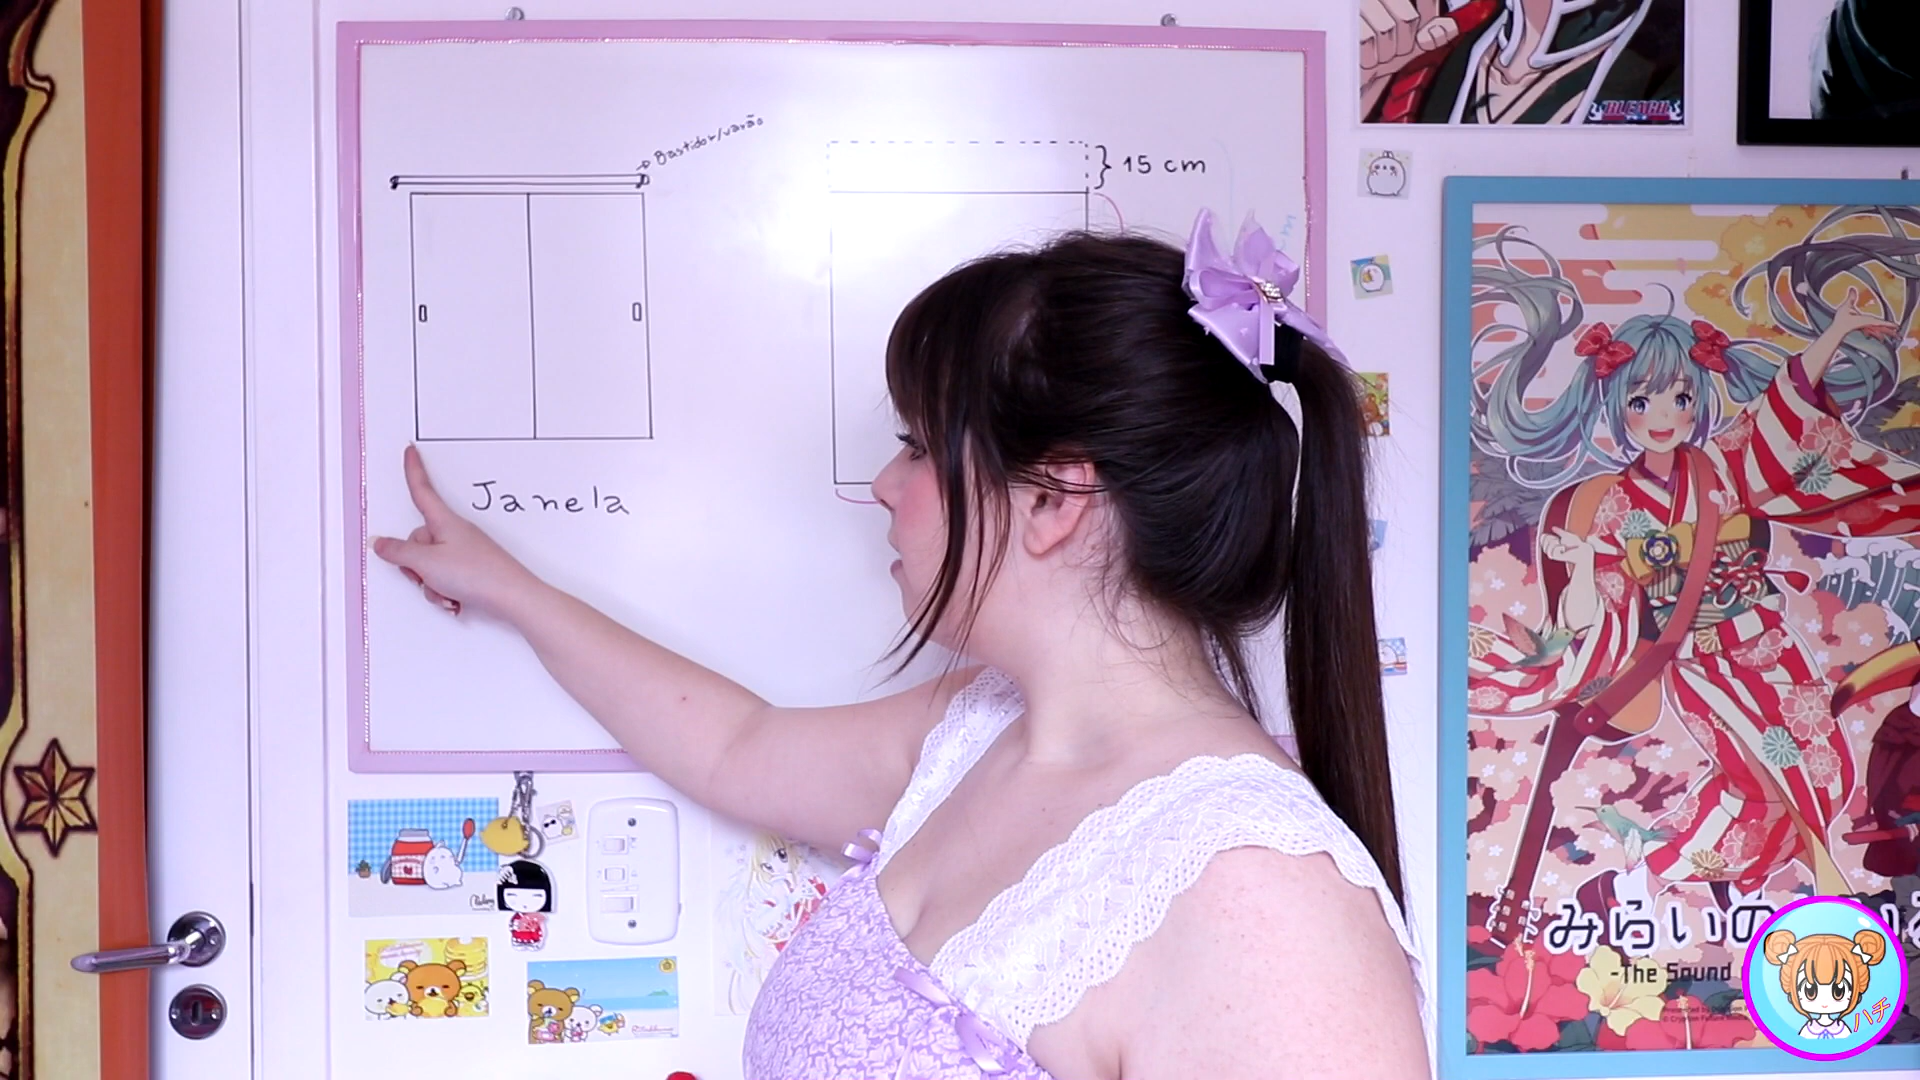 Bastidor/varão
15 cm
Janela
BLEACH
みらいの
-The Sound
ハチ